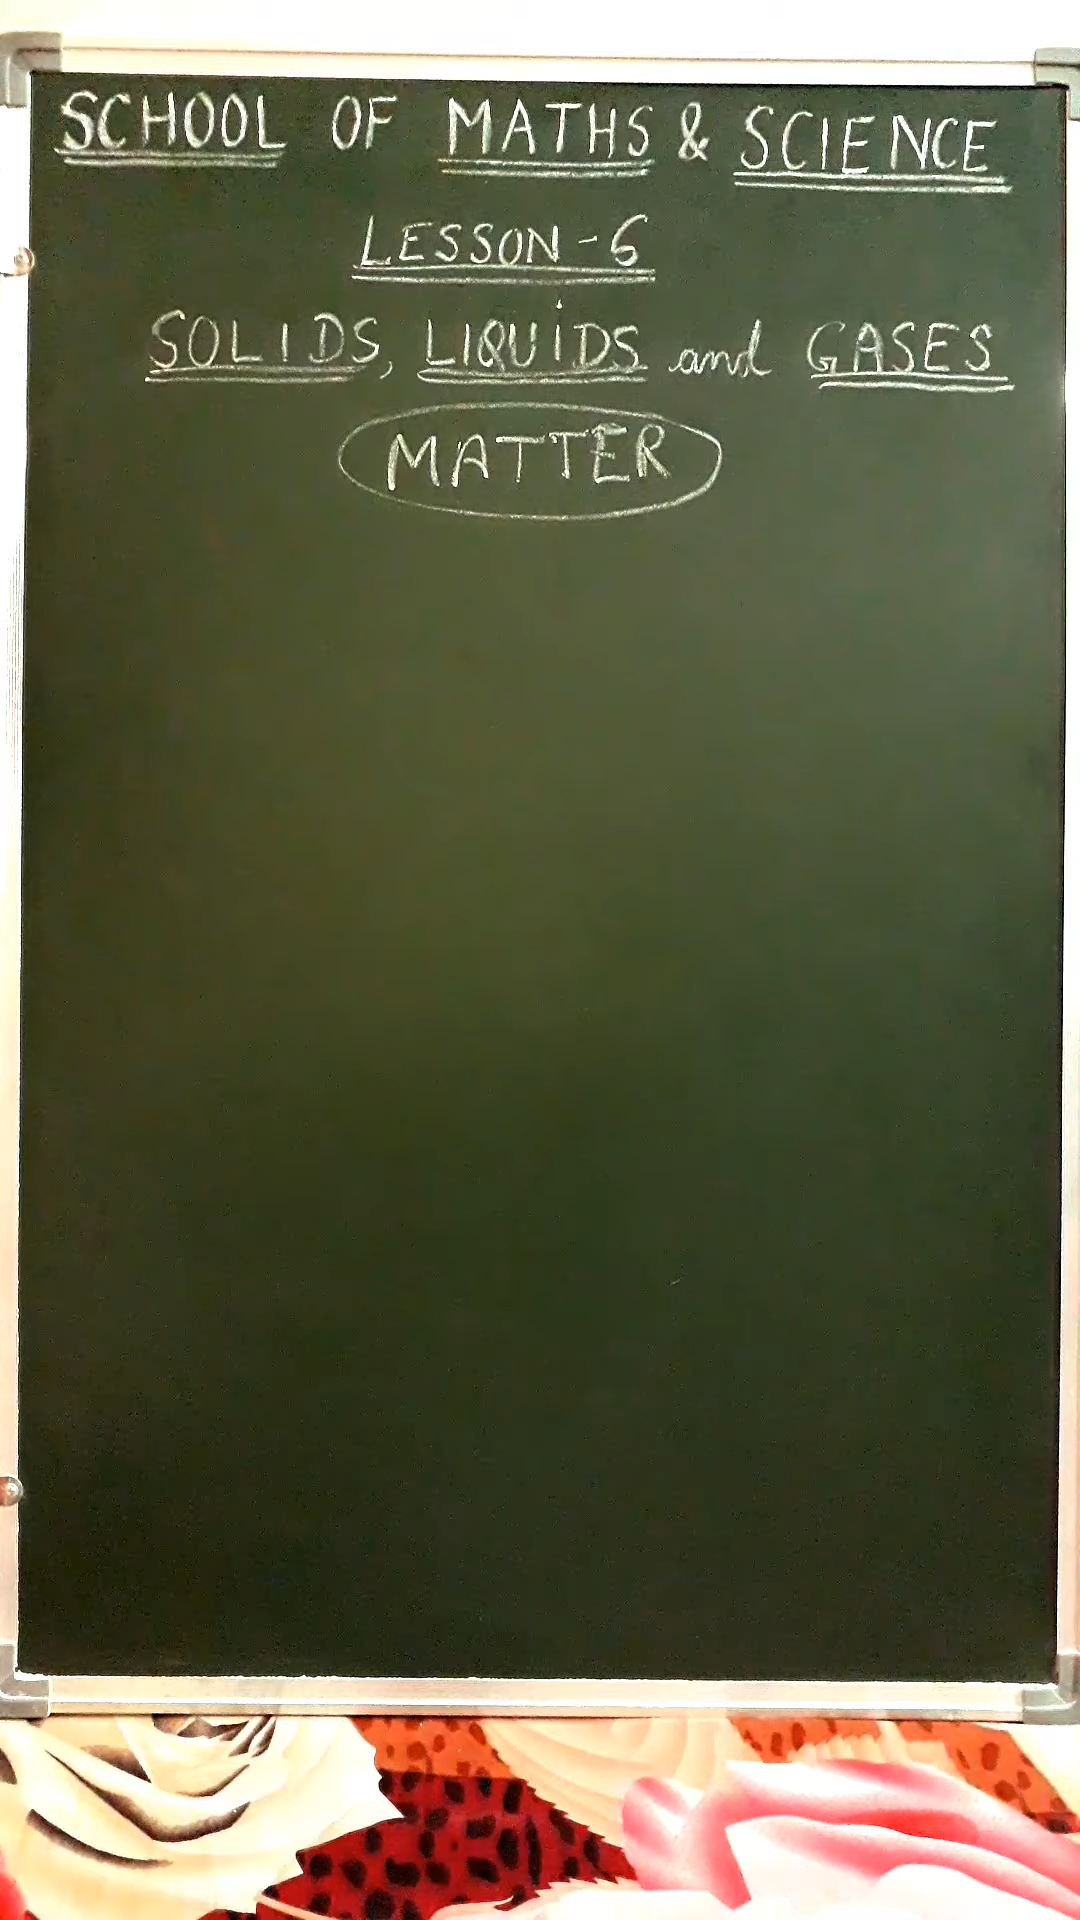 SCHOOL OF MATHS & SCIENCE
LESSON-6
SOLIDS, LIQUiDS and GASES
MATTER